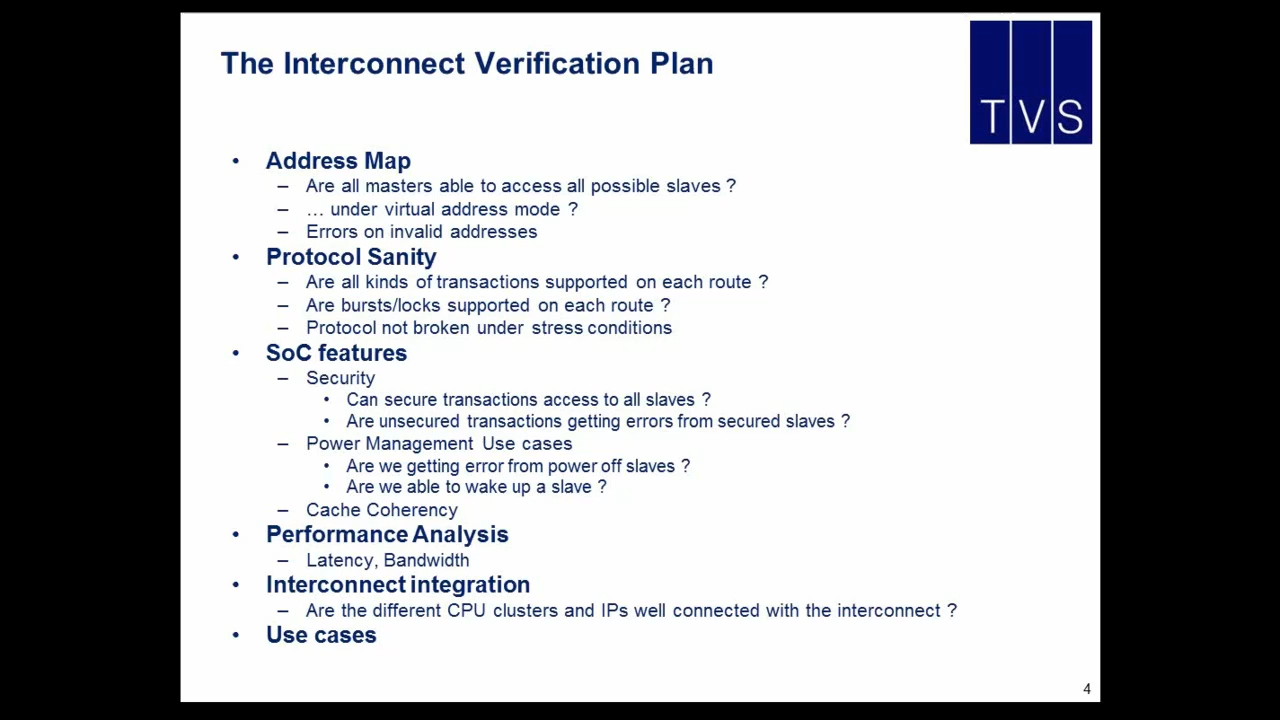 The Interconnect Verification Plan
TVS
• Address Map
– Are all masters able to access all possible slaves ?
– … under virtual address mode ?
– Errors on invalid addresses
• Protocol Sanity
– Are all kinds of transactions supported on each route ?
– Are bursts/locks supported on each route ?
– Protocol not broken under stress conditions
• SoC features
– Security
• Can secure transactions access to all slaves ?
• Are unsecured transactions getting errors from secured slaves ?
– Power Management Use cases
• Are we getting error from power off slaves ?
• Are we able to wake up a slave ?
– Cache Coherency
• Performance Analysis
– Latency, Bandwidth
• Interconnect integration
– Are the different CPU clusters and IPs well connected with the interconnect ?
• Use cases
4